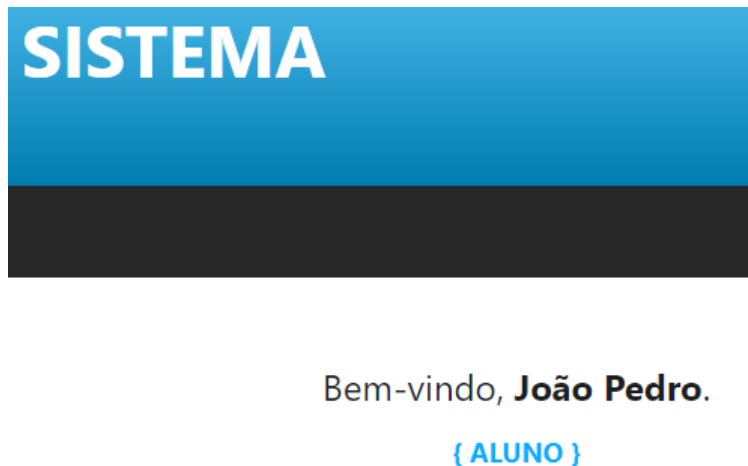 SISTEMA
Bem-vindo, João Pedro.
{ ALUNO }